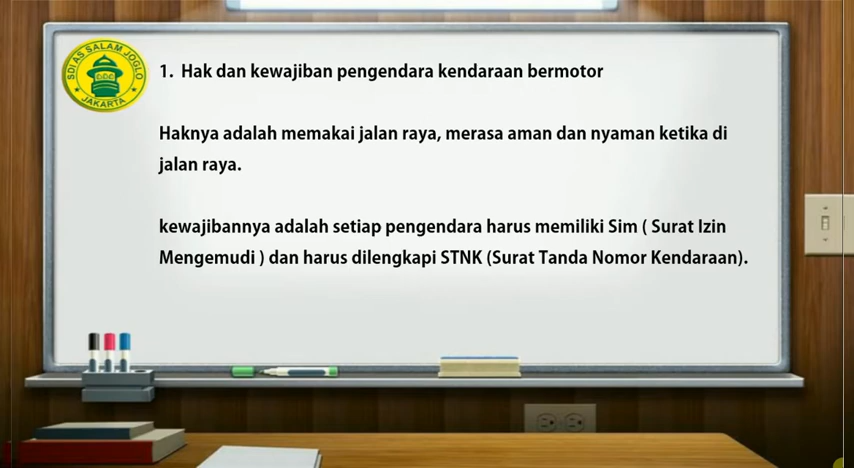 SDI AS SALAM JOGLO
JAKARTA
1. Hak dan kewajiban pengendara kendaraan bermotor
Haknya adalah memakai jalan raya, merasa aman dan nyaman ketika di
jalan raya.
kewajibannya adalah setiap pengendara harus memiliki Sim ( Surat Izin
Mengemudi ) dan harus dilengkapi STNK (Surat Tanda Nomor Kendaraan).